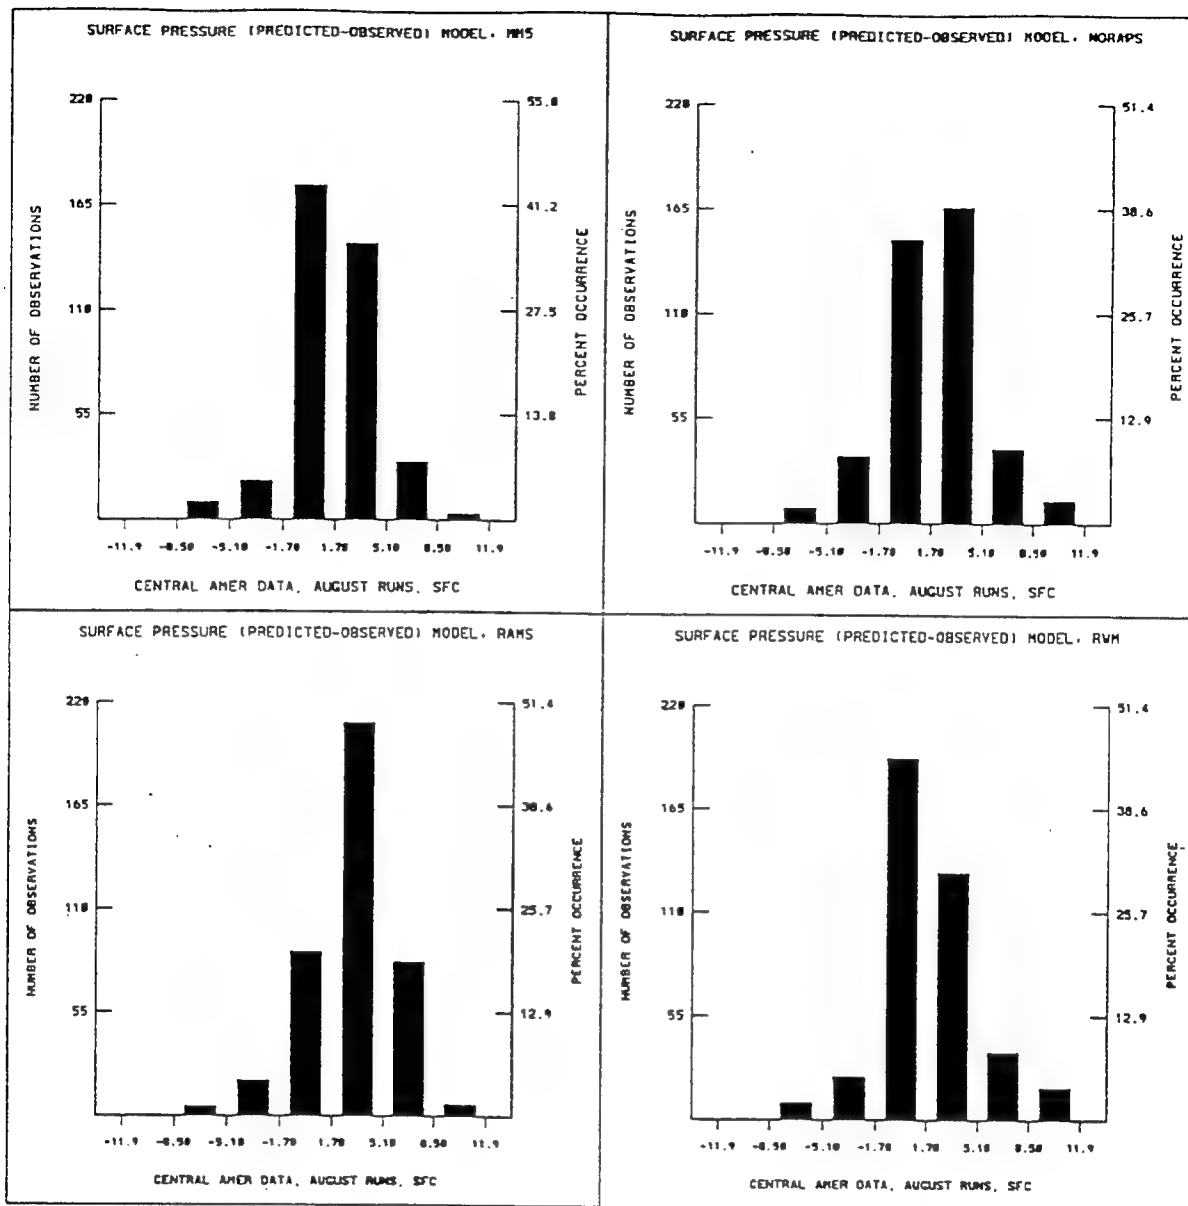 SURFACE PRESSURE (PREDICTED-OBSERVED) MODEL, MM5
220
165
110
55
NUMBER OF OBSERVATIONS
55.0
41.2
27.5
13.8
PERCENT OCCURRENCE
-11.9 -8.50 -5.10 -1.70 1.70 5.10 8.50 11.9
CENTRAL AMER DATA, AUGUST RUNS, SFC
SURFACE PRESSURE (PREDICTED-OBSERVED) MODEL, NORAPS
220
165
110
55
NUMBER OF OBSERVATIONS
51.4
38.6
25.7
12.9
PERCENT OCCURRENCE
-11.9 -8.50 -5.10 -1.70 1.70 5.10 8.50 11.9
CENTRAL AMER DATA, AUGUST RUNS, SFC
SURFACE PRESSURE (PREDICTED-OBSERVED) MODEL, RAMS
220
165
110
55
NUMBER OF OBSERVATIONS
51.4
38.6
25.7
12.9
PERCENT OCCURRENCE
-11.9 -8.50 -5.10 -1.70 1.70 5.10 8.50 11.9
CENTRAL AMER DATA, AUGUST RUNS, SFC
SURFACE PRESSURE (PREDICTED-OBSERVED) MODEL, RWM
220
165
110
55
NUMBER OF OBSERVATIONS
51.4
38.6
25.7
12.9
PERCENT OCCURRENCE
-11.9 -8.50 -5.10 -1.70 1.70 5.10 8.50 11.9
CENTRAL AMER DATA, AUGUST RUNS, SFC